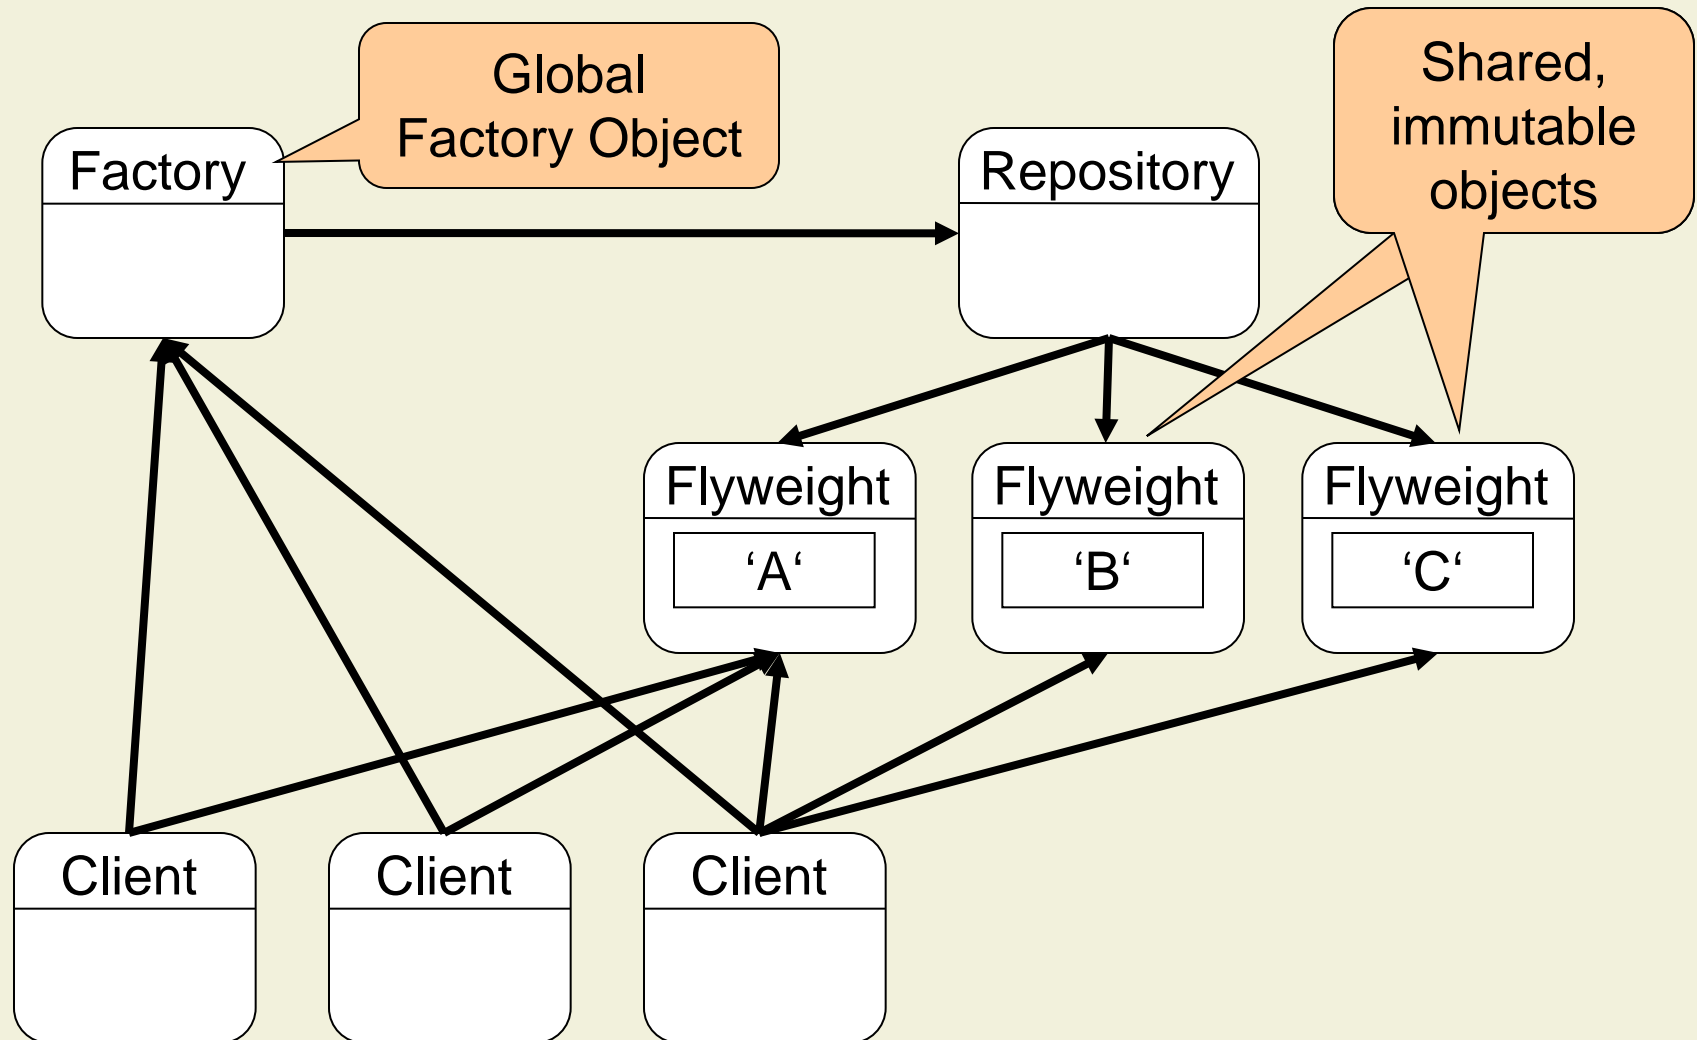 Global
Factory Object
Shared,
immutable
objects
Factory
Repository
Flyweight
‘A‘
Flyweight
‘B‘
Flyweight
‘C‘
Client
Client
Client